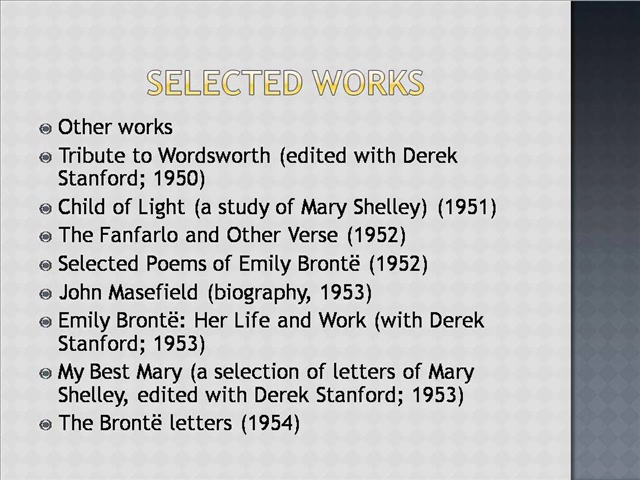 SELECTED WORKS
Other works
Tribute to Wordsworth (edited with Derek
Stanford; 1950)
Child of Light (a study of Mary Shelley) (1951)
The Fanfarlo and Other Verse (1952)
Selected Poems of Emily Brontë (1952)
John Masefield (biography, 1953)
Emily Brontë: Her Life and Work (with Derek
Stanford; 1953)
My Best Mary (a selection of letters of Mary
Shelley, edited with Derek Stanford; 1953)
The Brontë letters (1954)